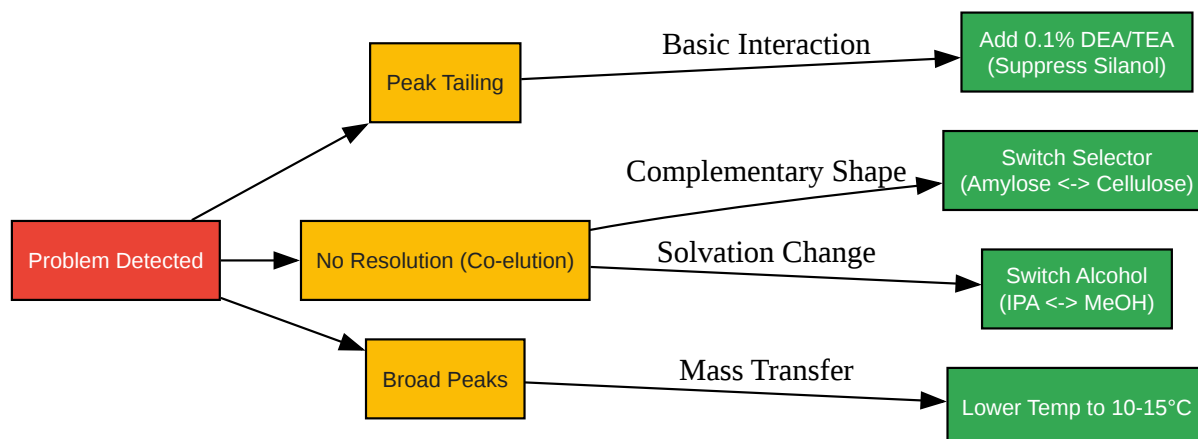 Problem Detected
Peak Tailing
Basic Interaction
Add 0.1% DEA/TEA
(Suppress Silanol)
No Resolution (Co-elution)
Complementary Shape
Switch Selector
(Amylose <-> Cellulose)
Solvation Change
Switch Alcohol
(IPA <-> MeOH)
Broad Peaks
Mass Transfer
Lower Temp to 10-15°C